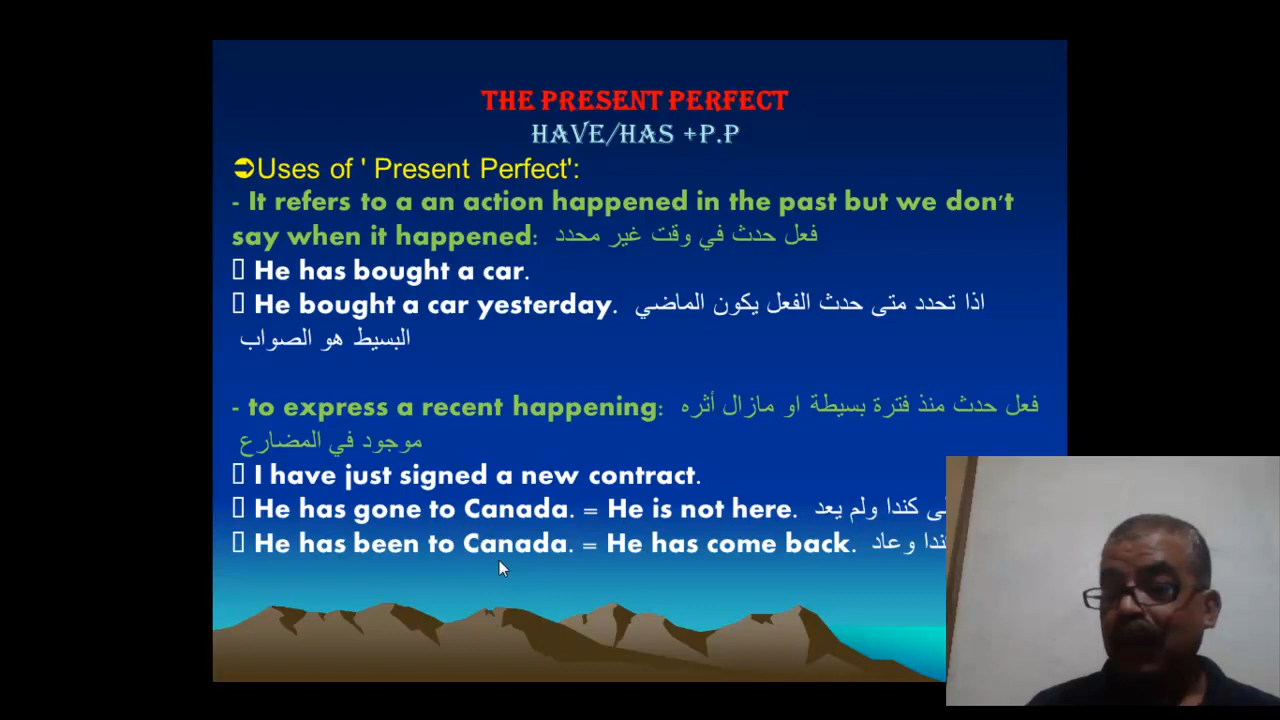 THE PRESENT PERFECT
HAVE/HAS +P.P
➲Uses of ' Present Perfect':
- It refers to a an action happened in the past but we don't
say when it happened: فعل حدث في وقت غير محدد
He has bought a car.
He bought a car yesterday. اذا تحدد متى حدث الفعل يكون الماضي
البسيط هو الصواب
- to express a recent happening: فعل حدث منذ فترة بسيطة او مازال أثره
موجود في المضارع
I have just signed a new contract.
He has gone to Canada. = He is not here. كندا ولم يعد
He has been to Canada. = He has come back. وعاد